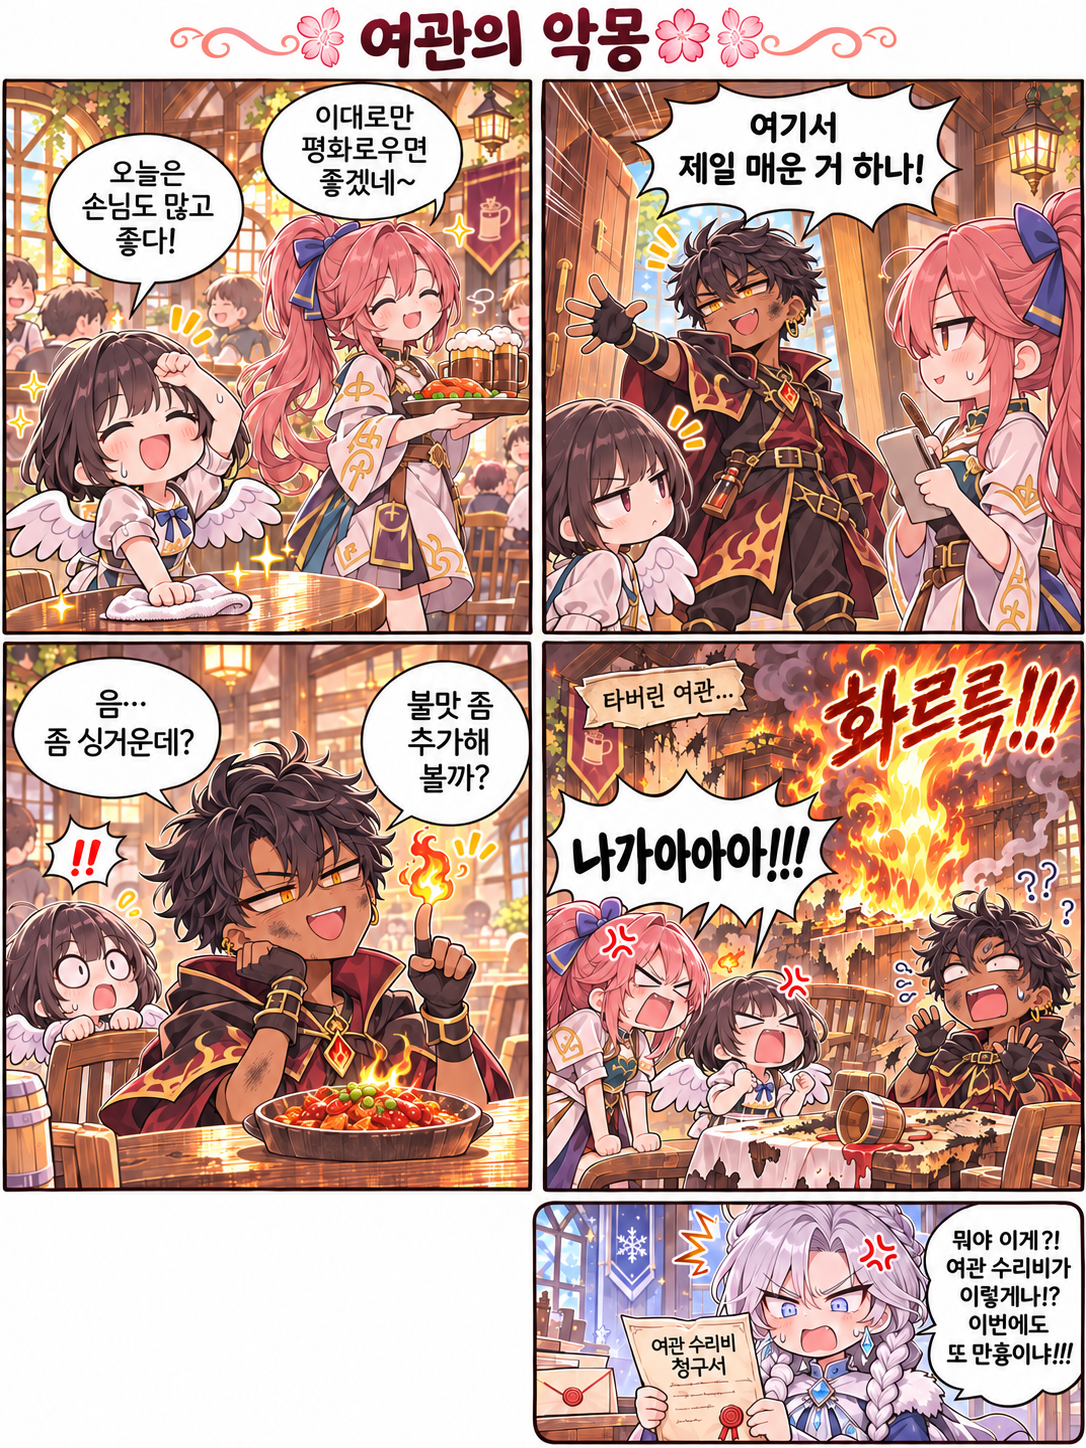 여관의 악몽
오늘은
손님도 많고
좋다!
이대로만
평화로우면
좋겠네~
여기서
제일 매운 거 하나!
음…
좀 싱거운데?
불맛 좀
추가해
볼까?
!!
타버린 여관…
화르륵!!!
나가아아아!!!
??
?
여관 수리비
청구서
뭐야 이게?!
여관 수리비가
이렇게나!?
이번에도
또 만흉이냐!!!